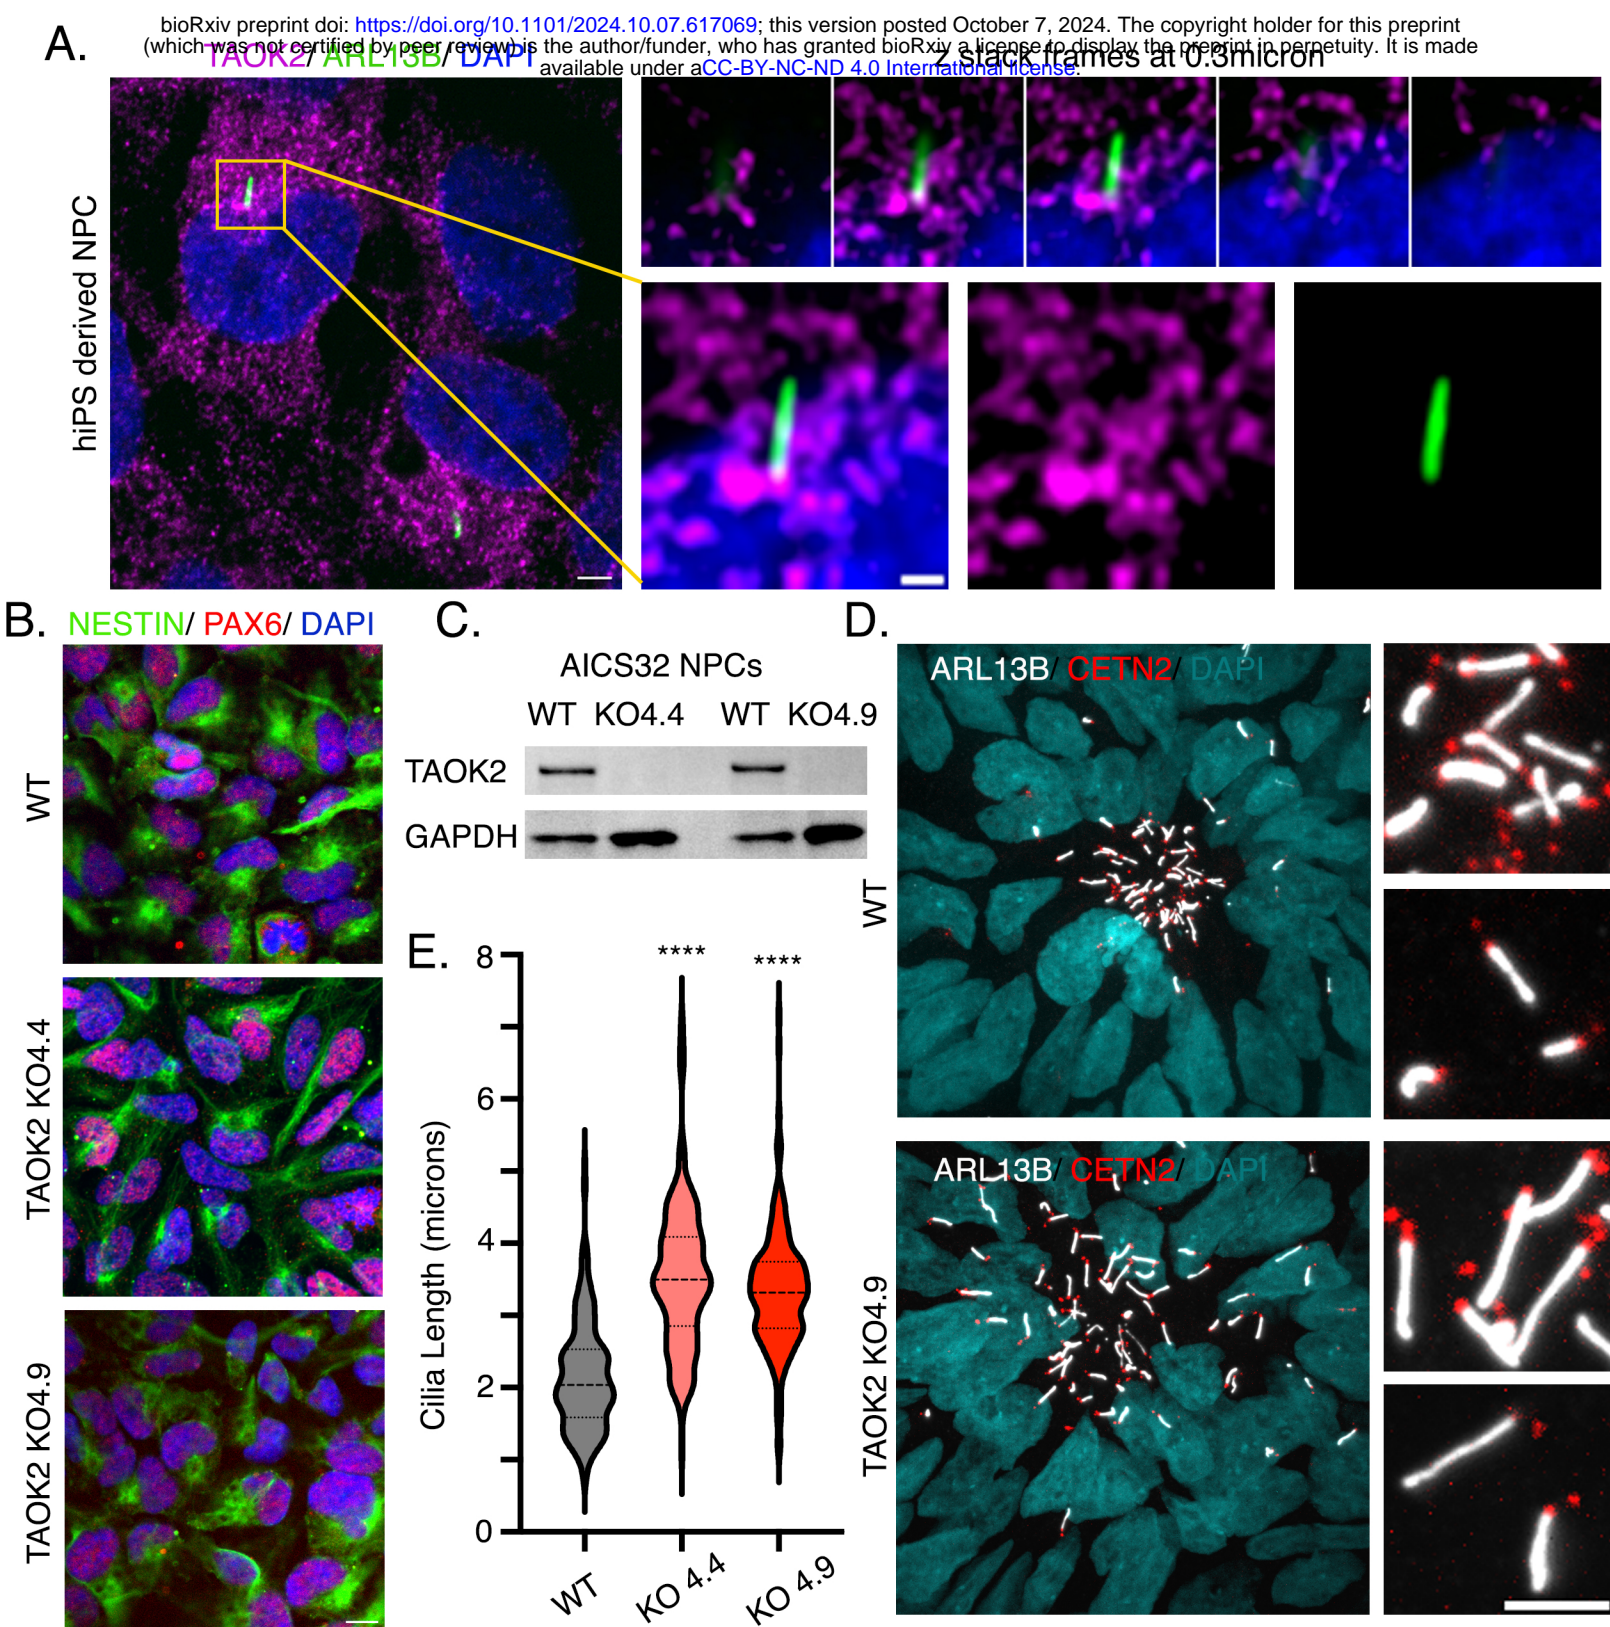 bioRxiv preprint doi: https://doi.org/10.1101/2024.10.07.617069; this version posted October 7, 2024. The copyright holder for this preprint
(which was not certified by peer review) is the author/funder, who has granted bioRxiv a license to display the preprint in perpetuity. It is made
available under aCC-BY-NC-ND 4.0 International license.
A.
TAOK2/ ARL13B/ DAPI
z stack frames at 0.3micron
hiPS derived NPC
B.
NESTIN/ PAX6/ DAPI
WT
TAOK2 KO4.4
TAOK2 KO4.9
C.
AICS32 NPCs
WT KO4.4 WT KO4.9
TAOK2
GAPDH
D.
ARL13B/ CETN2/ DAPI
WT
ARL13B/ CETN2/ DAPI
TAOK2 KO4.9
E.
Cilia Length (microns)
8
6
4
2
0
**** ****
WT
KO 4.4
KO 4.9